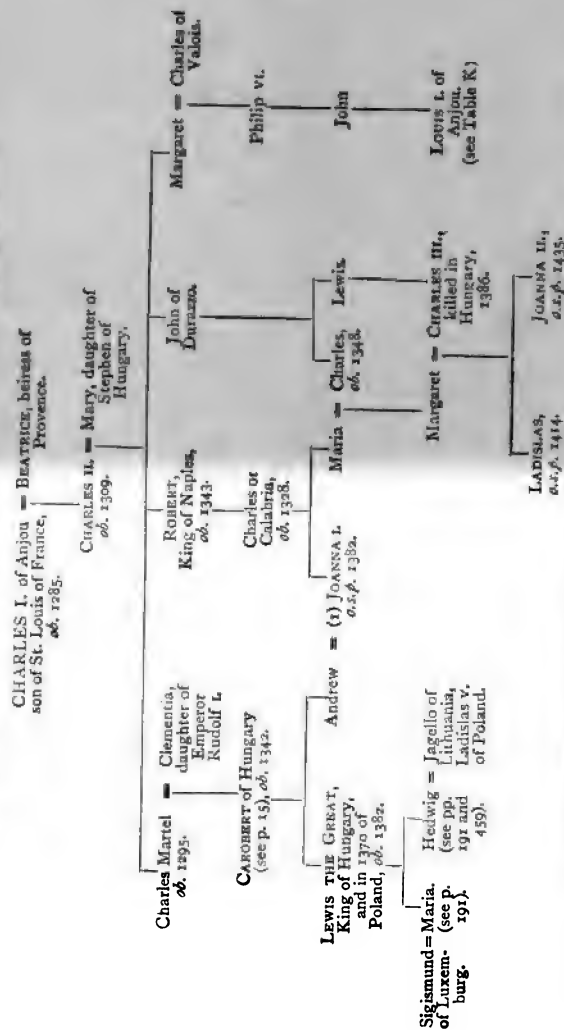 CHARLES I. of Anjou = BEATRICE, heiress of
son of St. Louis of France, Provence.
ob. 1285.
CHARLES II. = Mary, daughter of
ob. 1309. Stephen of
Hungary.
Charles Martel = Clementia,
ob. 1295. daughter of
Emperor
Rudolf I.
ROBERT,
King of Naples,
ob. 1343.
John of
Durazzo.
Margaret = Charles of
Valois.
CAROBERT of Hungary
(see p. 15), ob. 1342.
Charles of
Calabria,
ob. 1328.
Philip VI.
LEWIS THE GREAT,
King of Hungary,
and in 1370 of
Poland, ob. 1382.
Andrew = (1) JOANNA I.
o.s.p. 1382.
Maria = Charles,
ob. 1348.
Lewis.
John
Sigismund = Maria.
of Luxem- (see p.
burg. 191).
Hedwig = Jagello of
(see pp. Lithuania,
191 and Ladislas V.
459). of Poland.
Margaret = CHARLES III.,
killed in
Hungary,
1386.
LOUIS I. of
Anjou.
(see Table K)
LADISLAS,
o.s.p. 1414.
JOANNA II.,
o.s.p. 1435.